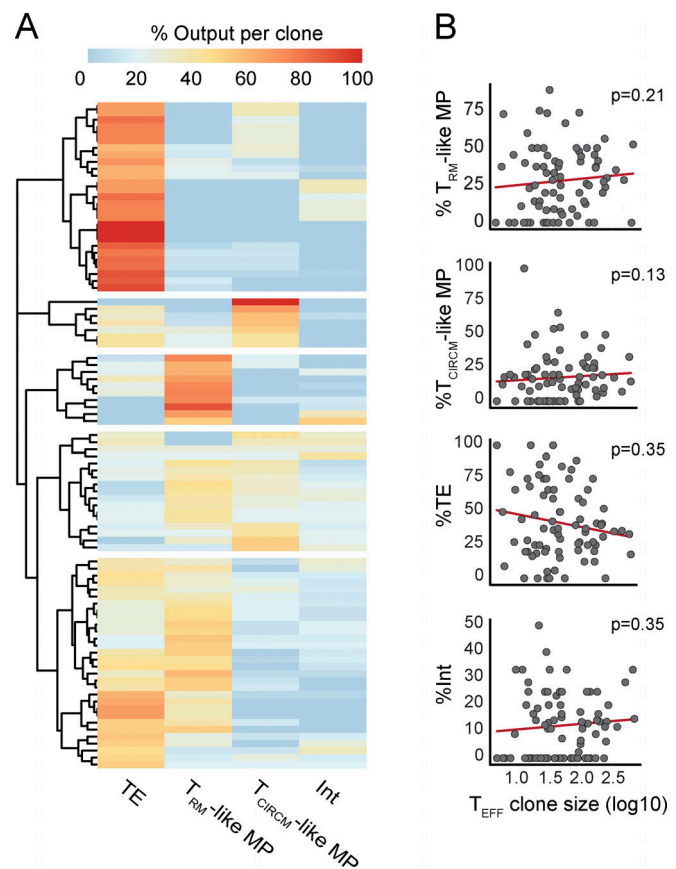 A
% Output per clone
0 20 40 60 80 100
TE
TRM-like MP
TCIRCM-like MP
Int
B
% TRM-like MP
75
50
25
0
p=0.21
%TCIRCM-like MP
100
75
50
25
0
p=0.13
%TE
100
75
50
25
0
p=0.35
%Int
50
40
30
20
10
0
p=0.35
1.0 1.5 2.0 2.5
TEFF clone size (log10)